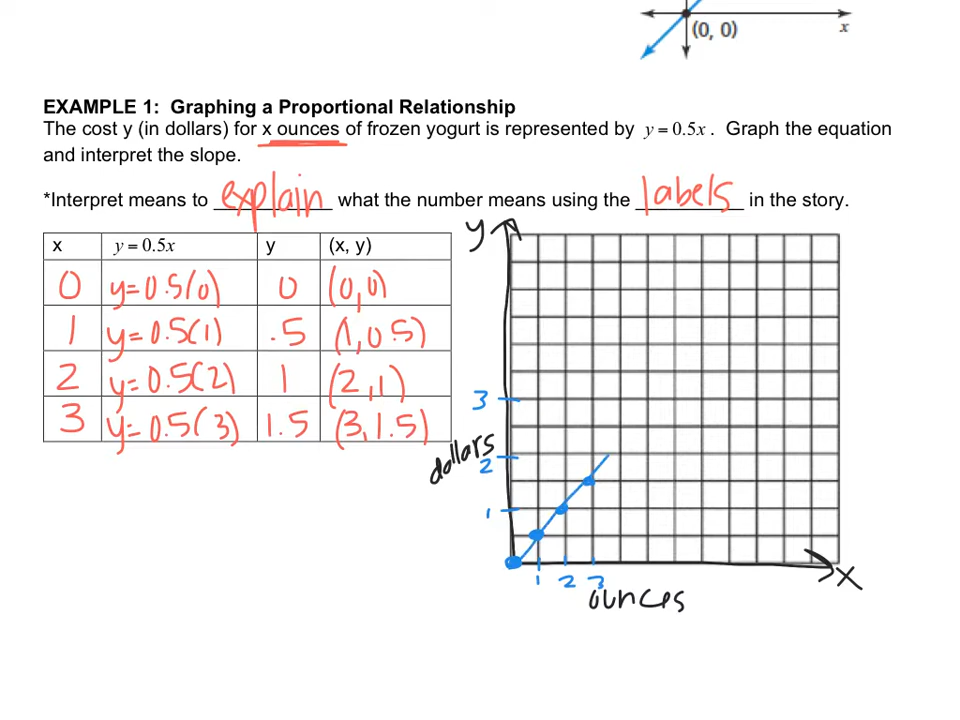 (0, 0)
x
EXAMPLE 1: Graphing a Proportional Relationship
The cost y (in dollars) for x ounces of frozen yogurt is represented by y = 0.5x. Graph the equation
and interpret the slope.
*Interpret means to explain what the number means using the labels in the story.
x y = 0.5x y (x, y)
0 y=0.5(0) 0 (0,0)
1 y=0.5(1) .5 (1,0.5)
2 y=0.5(2) 1 (2,1)
3 y=0.5(3) 1.5 (3,1.5)
y
3
dollars
2
1
1 2 3
x
ounces